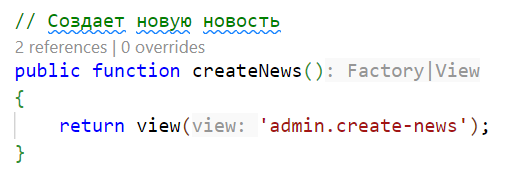 // Создает новую новость
2 references | 0 overrides
public function createNews(): Factory|View
{
return view(view: 'admin.create-news');
}